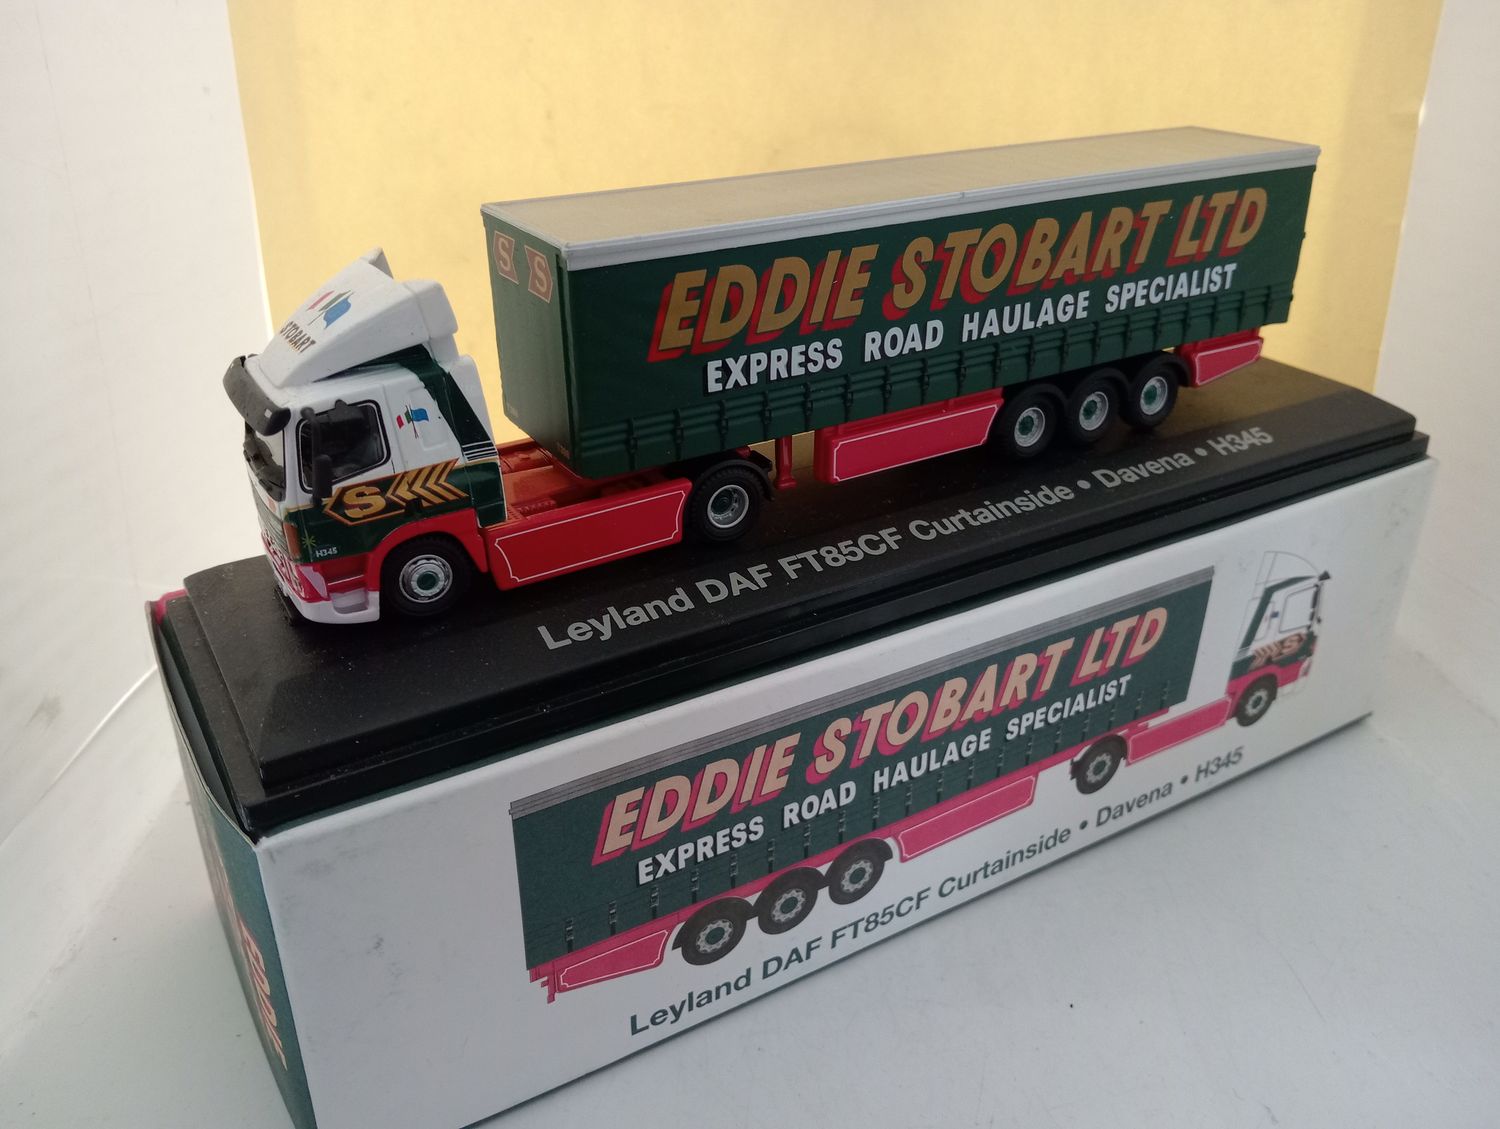 S S
EDDIE STOBART LTD
EXPRESS ROAD HAULAGE SPECIALIST
STOBART
S
H345
Leyland DAF FT85CF Curtainside • Davena • H345
EDDIE STOBART LTD
EXPRESS ROAD HAULAGE SPECIALIST
S
Leyland DAF FT85CF Curtainside • Davena • H345